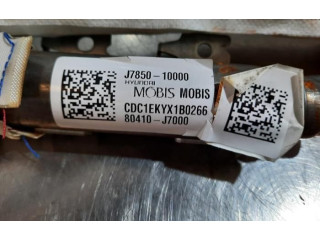 J7850-10000
HYUNDAI
MOBIS MOBIS
CDC1EKYX1B0266
80410-J7000